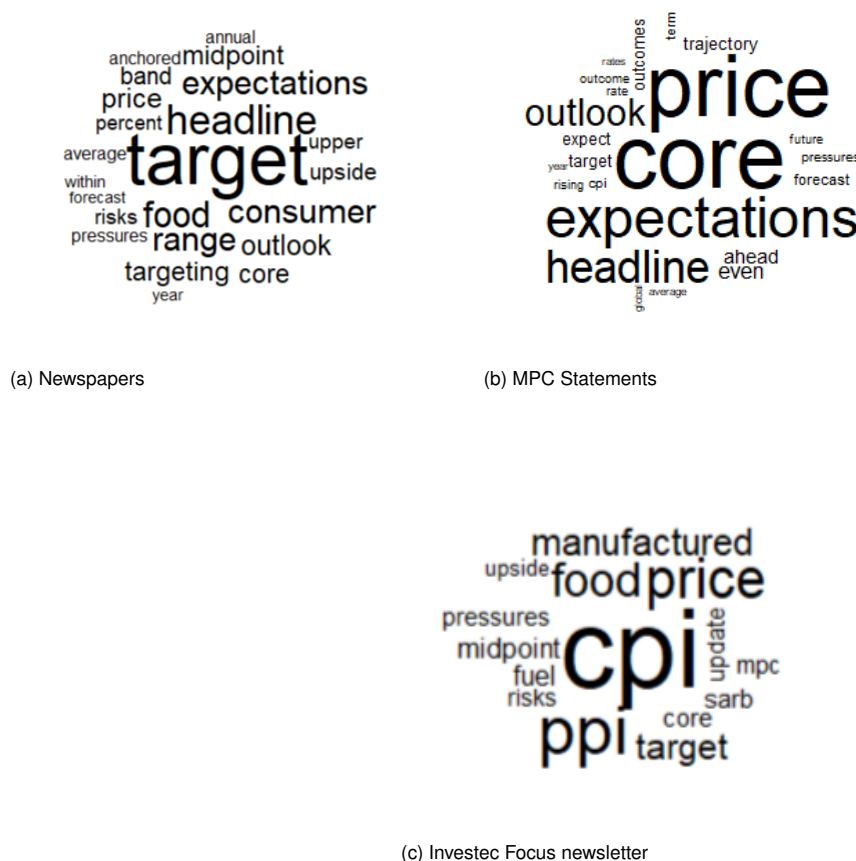 annual
anchored midpoint
band expectations
price
percent headline
target upper
average upside
within
forecast
risks food consumer
pressures range outlook
targeting core
year
term
outcomes trajectory
rates
outcome price
rate
outlook
expect core future
year target pressures
rising cpi forecast
expectations
headline ahead
even
global average
(a) Newspapers
(b) MPC Statements
manufactured
upside food price
pressures
midpoint cpi update mpc
fuel
risks sarb
ppi core
target
(c) Investec Focus newsletter